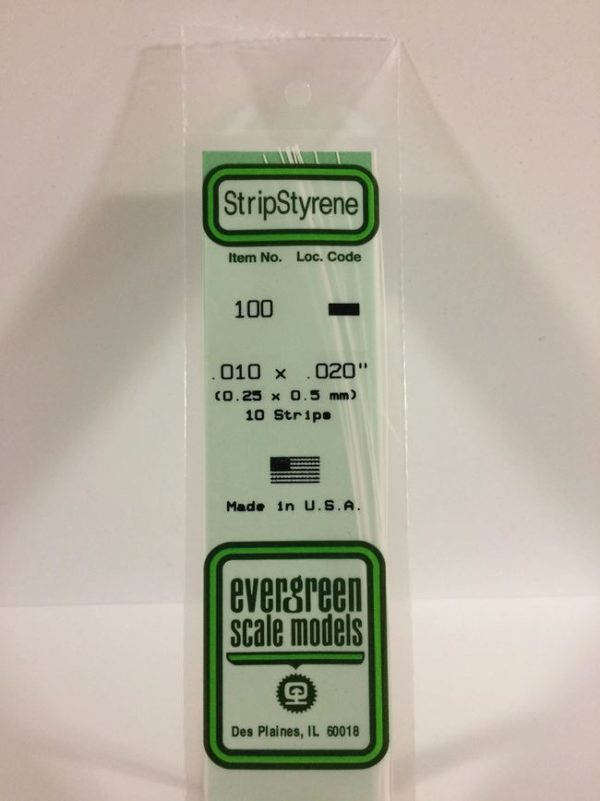 StripStyrene
Item No. Loc. Code
100
.010 x .020"
(0.25 x 0.5 mm)
10 Strips
Made in U.S.A.
evergreen
scale models
Des Plaines, IL 60018